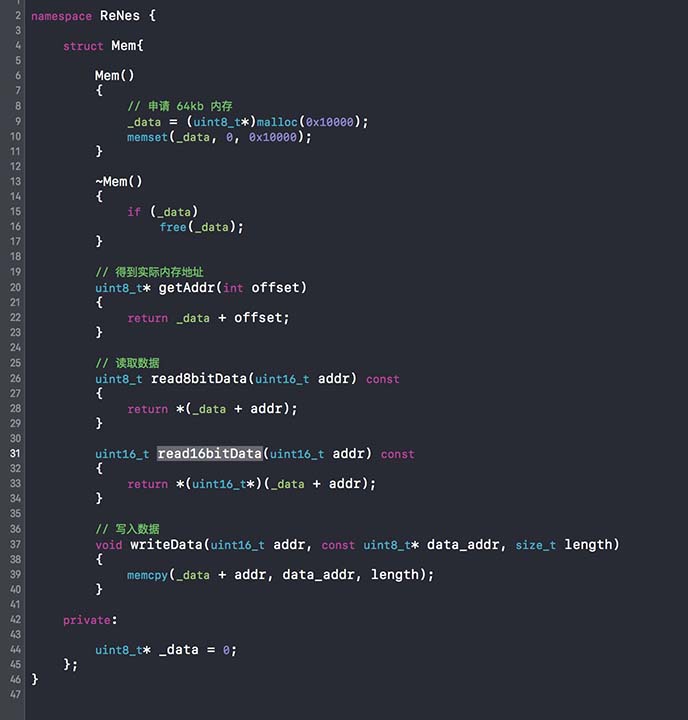 1
2 namespace ReNes {
3
4     struct Mem{
5
6         Mem()
7         {
8             // 申请 64kb 内存
9             _data = (uint8_t*)malloc(0x10000);
10             memset(_data, 0, 0x10000);
11         }
12
13         ~Mem()
14         {
15             if (_data)
16                 free(_data);
17         }
18
19         // 得到实际内存地址
20         uint8_t* getAddr(int offset)
21         {
22             return _data + offset;
23         }
24
25         // 读取数据
26         uint8_t read8bitData(uint16_t addr) const
27         {
28             return *(_data + addr);
29         }
30
31         uint16_t read16bitData(uint16_t addr) const
32         {
33             return *(uint16_t*)(_data + addr);
34         }
35
36         // 写入数据
37         void writeData(uint16_t addr, const uint8_t* data_addr, size_t length)
38         {
39             memcpy(_data + addr, data_addr, length);
40         }
41
42     private:
43
44         uint8_t* _data = 0;
45     };
46 }
47